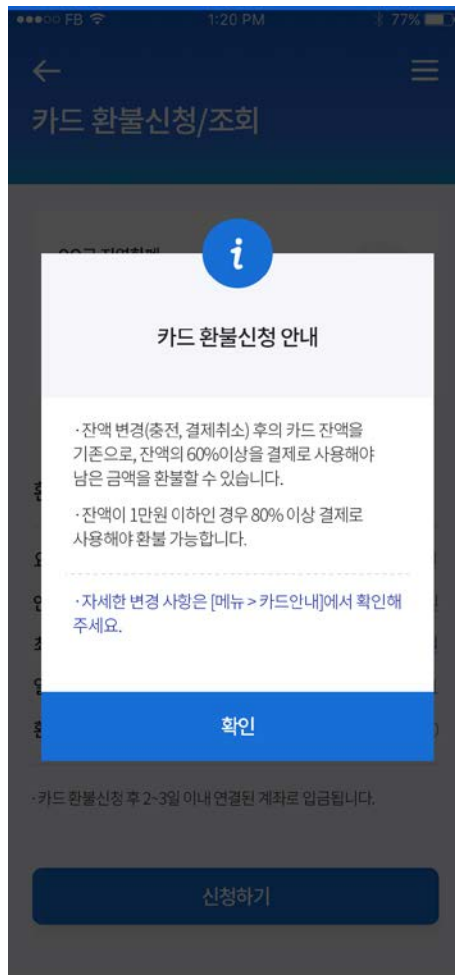 FB 1:20 PM 77%
카드 환불신청/조회
i
카드 환불신청 안내
·잔액 변경(충전, 결제취소) 후의 카드 잔액을
기존으로, 잔액의 60%이상을 결제로 사용해야
남은 금액을 환불할 수 있습니다.
·잔액이 1만원 이하인 경우 80% 이상 결제로
사용해야 환불 가능합니다.
·자세한 변경 사항은 [메뉴 > 카드안내]에서 확인해
주세요.
확인
·카드 환불신청 후 2~3일 이내 연결된 계좌로 입금됩니다.
신청하기